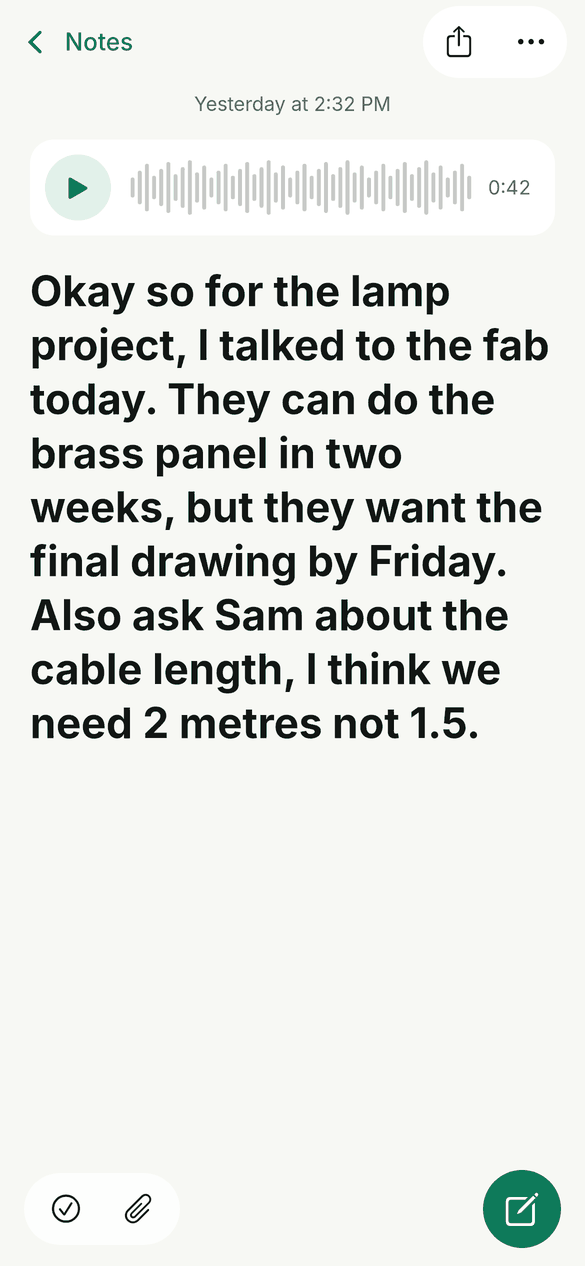 Notes
Yesterday at 2:32 PM
0:42
Okay so for the lamp
project, I talked to the fab
today. They can do the
brass panel in two
weeks, but they want the
final drawing by Friday.
Also ask Sam about the
cable length, I think we
need 2 metres not 1.5.